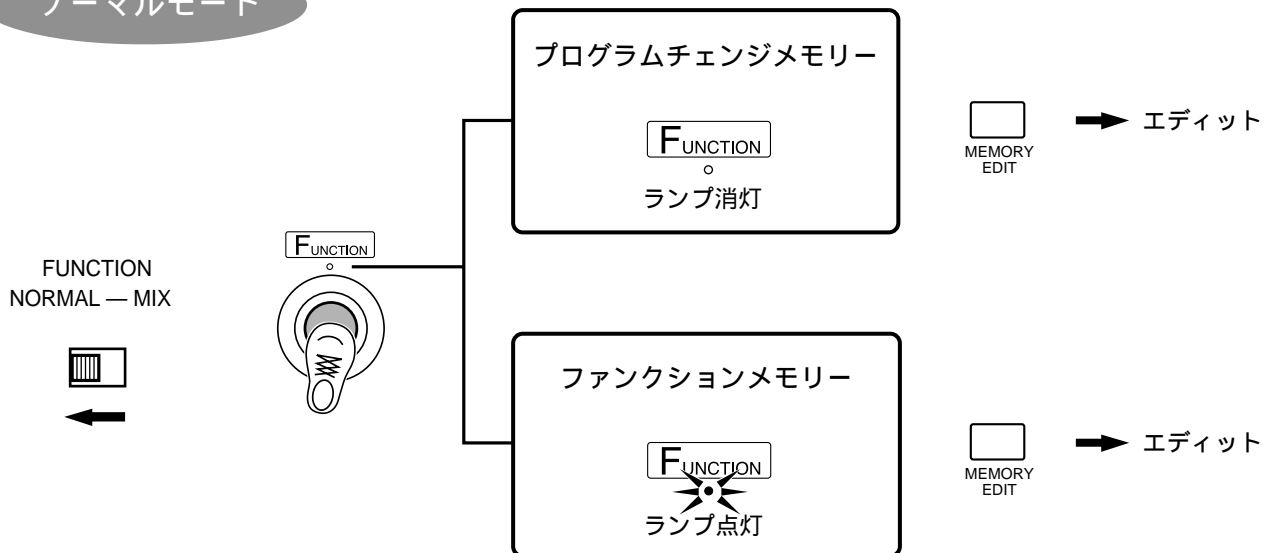 ノーマルモード
プログラムチェンジメモリー
FUNCTION
ランプ消灯
MEMORY
EDIT
エディット
FUNCTION
FUNCTION
NORMAL — MIX
ファンクションメモリー
FUNCTION
ランプ点灯
MEMORY
EDIT
エディット